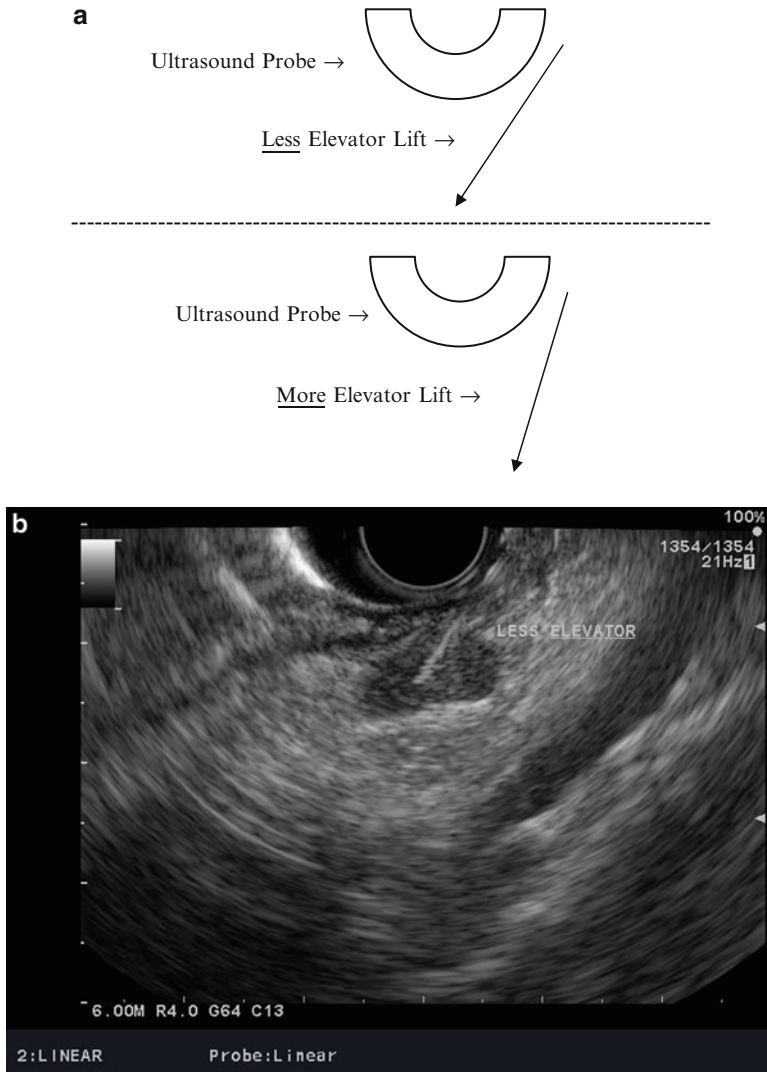 a
Ultrasound Probe →
Less Elevator Lift →
Ultrasound Probe →
More Elevator Lift →
b
100%
1354/1354
21Hz1
LESS ELEVATOR
6.00M R4.0 G64 C13
2:LINEAR Probe:Linear